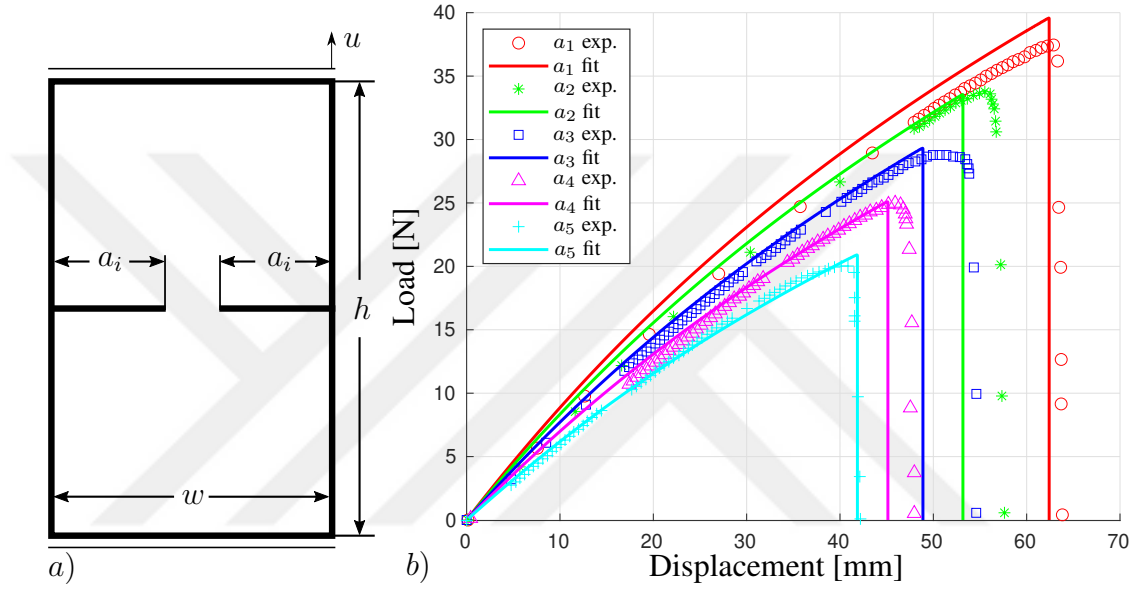 u
a_i
a_i
h
w
a)
40
35
30
25
20
15
10
5
0
Load [N]
a_1 exp.
a_1 fit
a_2 exp.
a_2 fit
a_3 exp.
a_3 fit
a_4 exp.
a_4 fit
a_5 exp.
a_5 fit
0 10 20 30 40 50 60 70
b)
Displacement [mm]